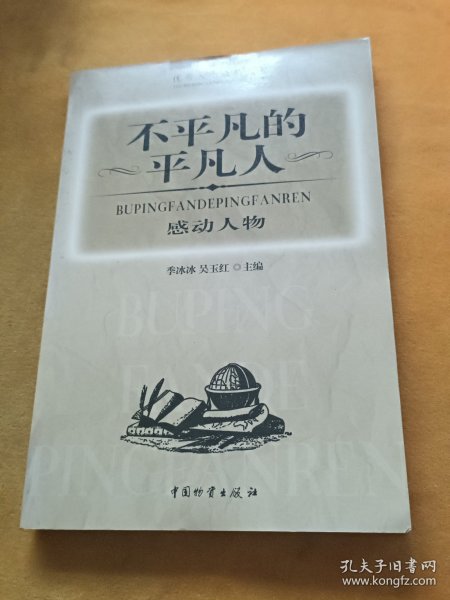 不平凡的
平凡人
BUPINGFANDEPINGFANREN
感动人物
季冰冰 吴玉红 ◎ 主编
BUPING
FANDE
PINGFANREN
中国物资出版社
孔夫子旧书网
www.kongfz.com